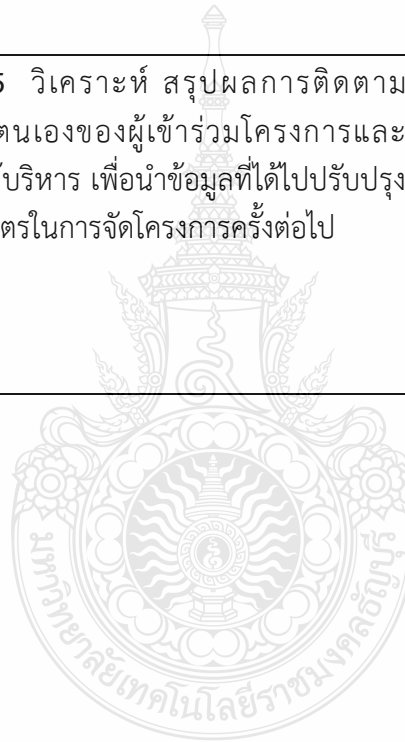 5 วิเคราะห์ สรุปผลการติดตาม
ตนเองของผู้เข้าร่วมโครงการและ
บริหาร เพื่อนำข้อมูลที่ได้ไปปรับปรุง
ตรในการจัดโครงการครั้งต่อไป
มหาวิทยาลัยเทคโนโลยีราชมงคลธัญบุรี